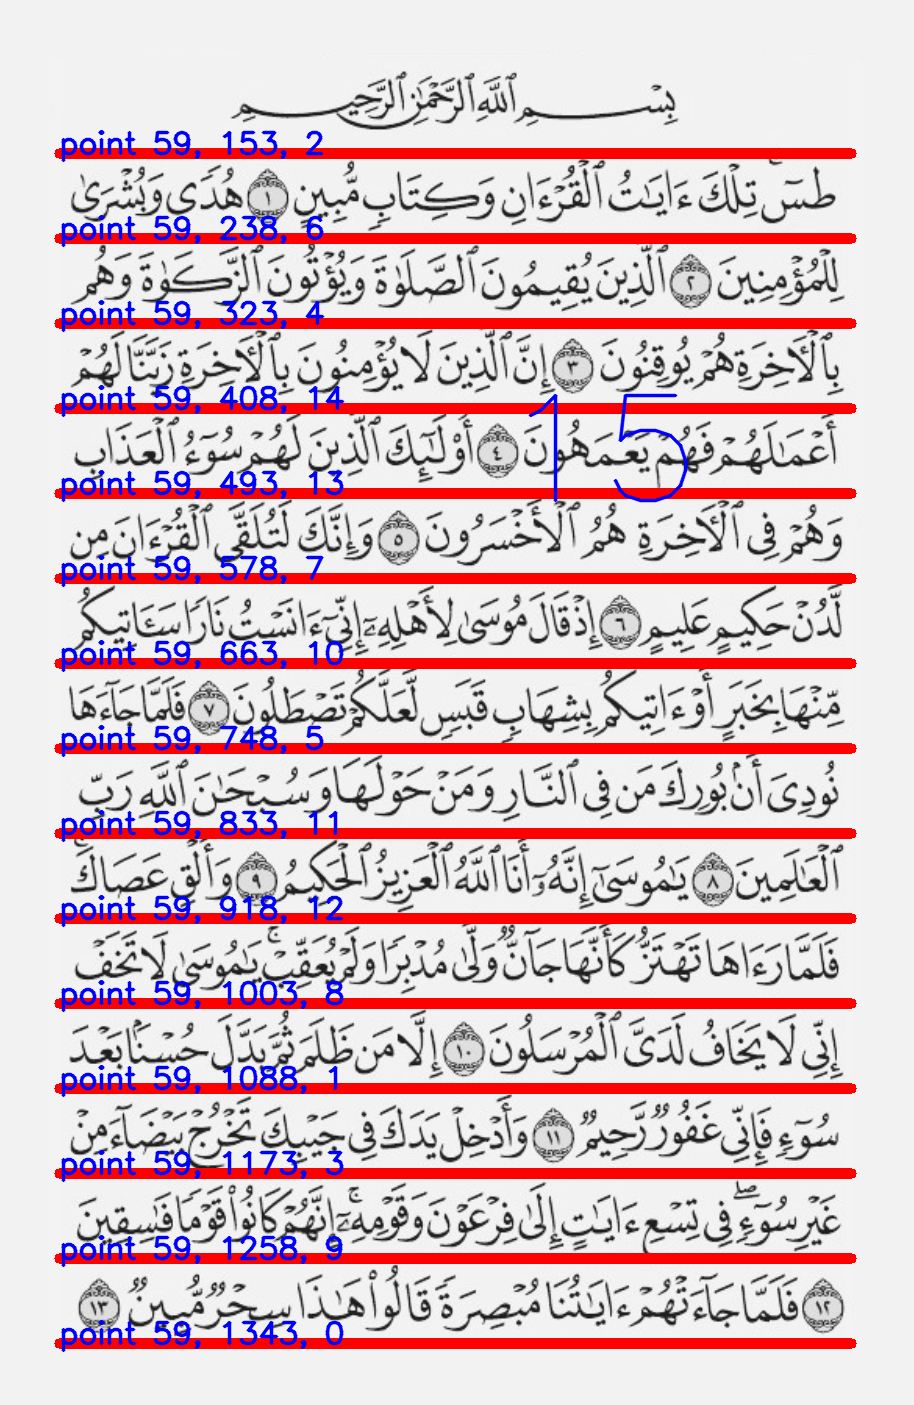 بِسْمِ ٱللَّهِ ٱلرَّحْمَٰنِ ٱلرَّحِيمِ
point 59, 153, 2
طسٓ تِلْكَ ءَايَٰتُ ٱلْقُرْءَانِ وَكِتَابٍ مُّبِينٍ ١ هُدًى وَبُشْرَىٰ
point 59, 238, 6
لِلْمُؤْمِنِينَ ٢ ٱلَّذِينَ يُقِيمُونَ ٱلصَّلَوٰةَ وَيُؤْتُونَ ٱلزَّكَوٰةَ وَهُم
point 59, 323, 4
بِٱلْأَخِرَةِ هُمْ يُوقِنُونَ ٣ إِنَّ ٱلَّذِينَ لَا يُؤْمِنُونَ بِٱلْأَخِرَةِ زَيَّنَّا لَهُمْ
point 59, 408, 14
15
أَعْمَٰلَهُمْ فَهُمْ يَعْمَهُونَ ٤ أُوْلَٰٓئِكَ ٱلَّذِينَ لَهُمْ سُوٓءُ ٱلْعَذَابِ
point 59, 493, 13
وَهُمْ فِى ٱلْأَخِرَةِ هُمُ ٱلْأَخْسَرُونَ ٥ وَإِنَّكَ لَتُلَقَّى ٱلْقُرْءَانَ مِن
point 59, 578, 7
لَّدُنْ حَكِيمٍ عَلِيمٍ ٦ إِذْ قَالَ مُوسَىٰ لِأَهْلِهِۦٓ إِنِّىٓ ءَانَسْتُ نَارًا سَـَٔاتِيكُم
point 59, 663, 10
مِّنْهَا بِخَبَرٍ أَوْ ءَاتِيكُم بِشِهَابٍ قَبَسٍ لَّعَلَّكُمْ تَصْطَلُونَ ٧ فَلَمَّا جَآءَهَا
point 59, 748, 5
نُودِىَ أَنۢ بُورِكَ مَن فِى ٱلنَّارِ وَمَنْ حَوْلَهَا وَسُبْحَٰنَ ٱللَّهِ رَبِّ
point 59, 833, 11
ٱلْعَٰلَمِينَ ٨ يَٰمُوسَىٰٓ إِنَّهُۥٓ أَنَا ٱللَّهُ ٱلْعَزِيزُ ٱلْحَكِيمُ ٩ وَأَلْقِ عَصَاكَ ۚ
point 59, 918, 12
فَلَمَّا رَءَاهَا تَهْتَزُّ كَأَنَّهَا جَآنٌّ وَلَّىٰ مُدْبِرًا وَلَمْ يُعَقِّبْ ۚ يَٰمُوسَىٰ لَا تَخَفْ
point 59, 1003, 8
إِنِّى لَا يَخَافُ لَدَىَّ ٱلْمُرْسَلُونَ ١٠ إِلَّا مَن ظَلَمَ ثُمَّ بَدَّلَ حُسْنًۢا بَعْدَ
point 59, 1088, 1
سُوٓءٍ فَإِنِّى غَفُورٌ رَّحِيمٌ ١١ وَأَدْخِلْ يَدَكَ فِى جَيْبِكَ تَخْرُجْ بَيْضَآءَ مِنْ
point 59, 1173, 3
غَيْرِ سُوٓءٍ ۖ فِى تِسْعِ ءَايَٰتٍ إِلَىٰ فِرْعَوْنَ وَقَوْمِهِۦٓ ۚ إِنَّهُمْ كَانُوا۟ قَوْمًا فَٰسِقِينَ
point 59, 1258, 9
١٢ فَلَمَّا جَآءَتْهُمْ ءَايَٰتُنَا مُبْصِرَةً قَالُوا۟ هَٰذَا سِحْرٌ مُّبِينٌ ١٣
point 59, 1343, 0